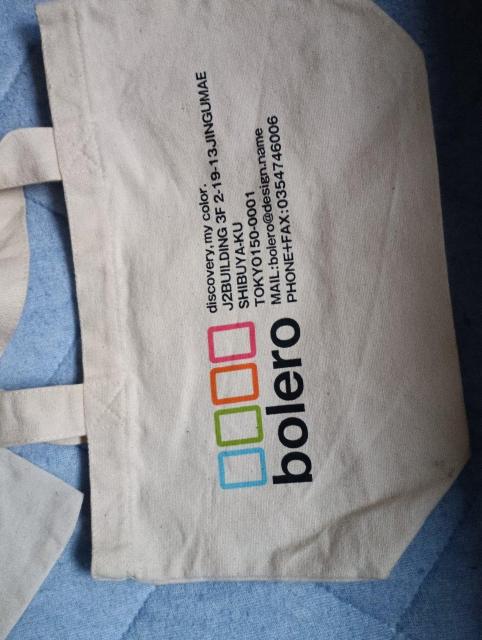 discovery, my color.
J2BUILDING 3F 2-19-13JINGUMAE
SHIBUYA-KU
TOKYO150-0001
MAIL:bolero@design.name
PHONE+FAX:0354746006
bolero